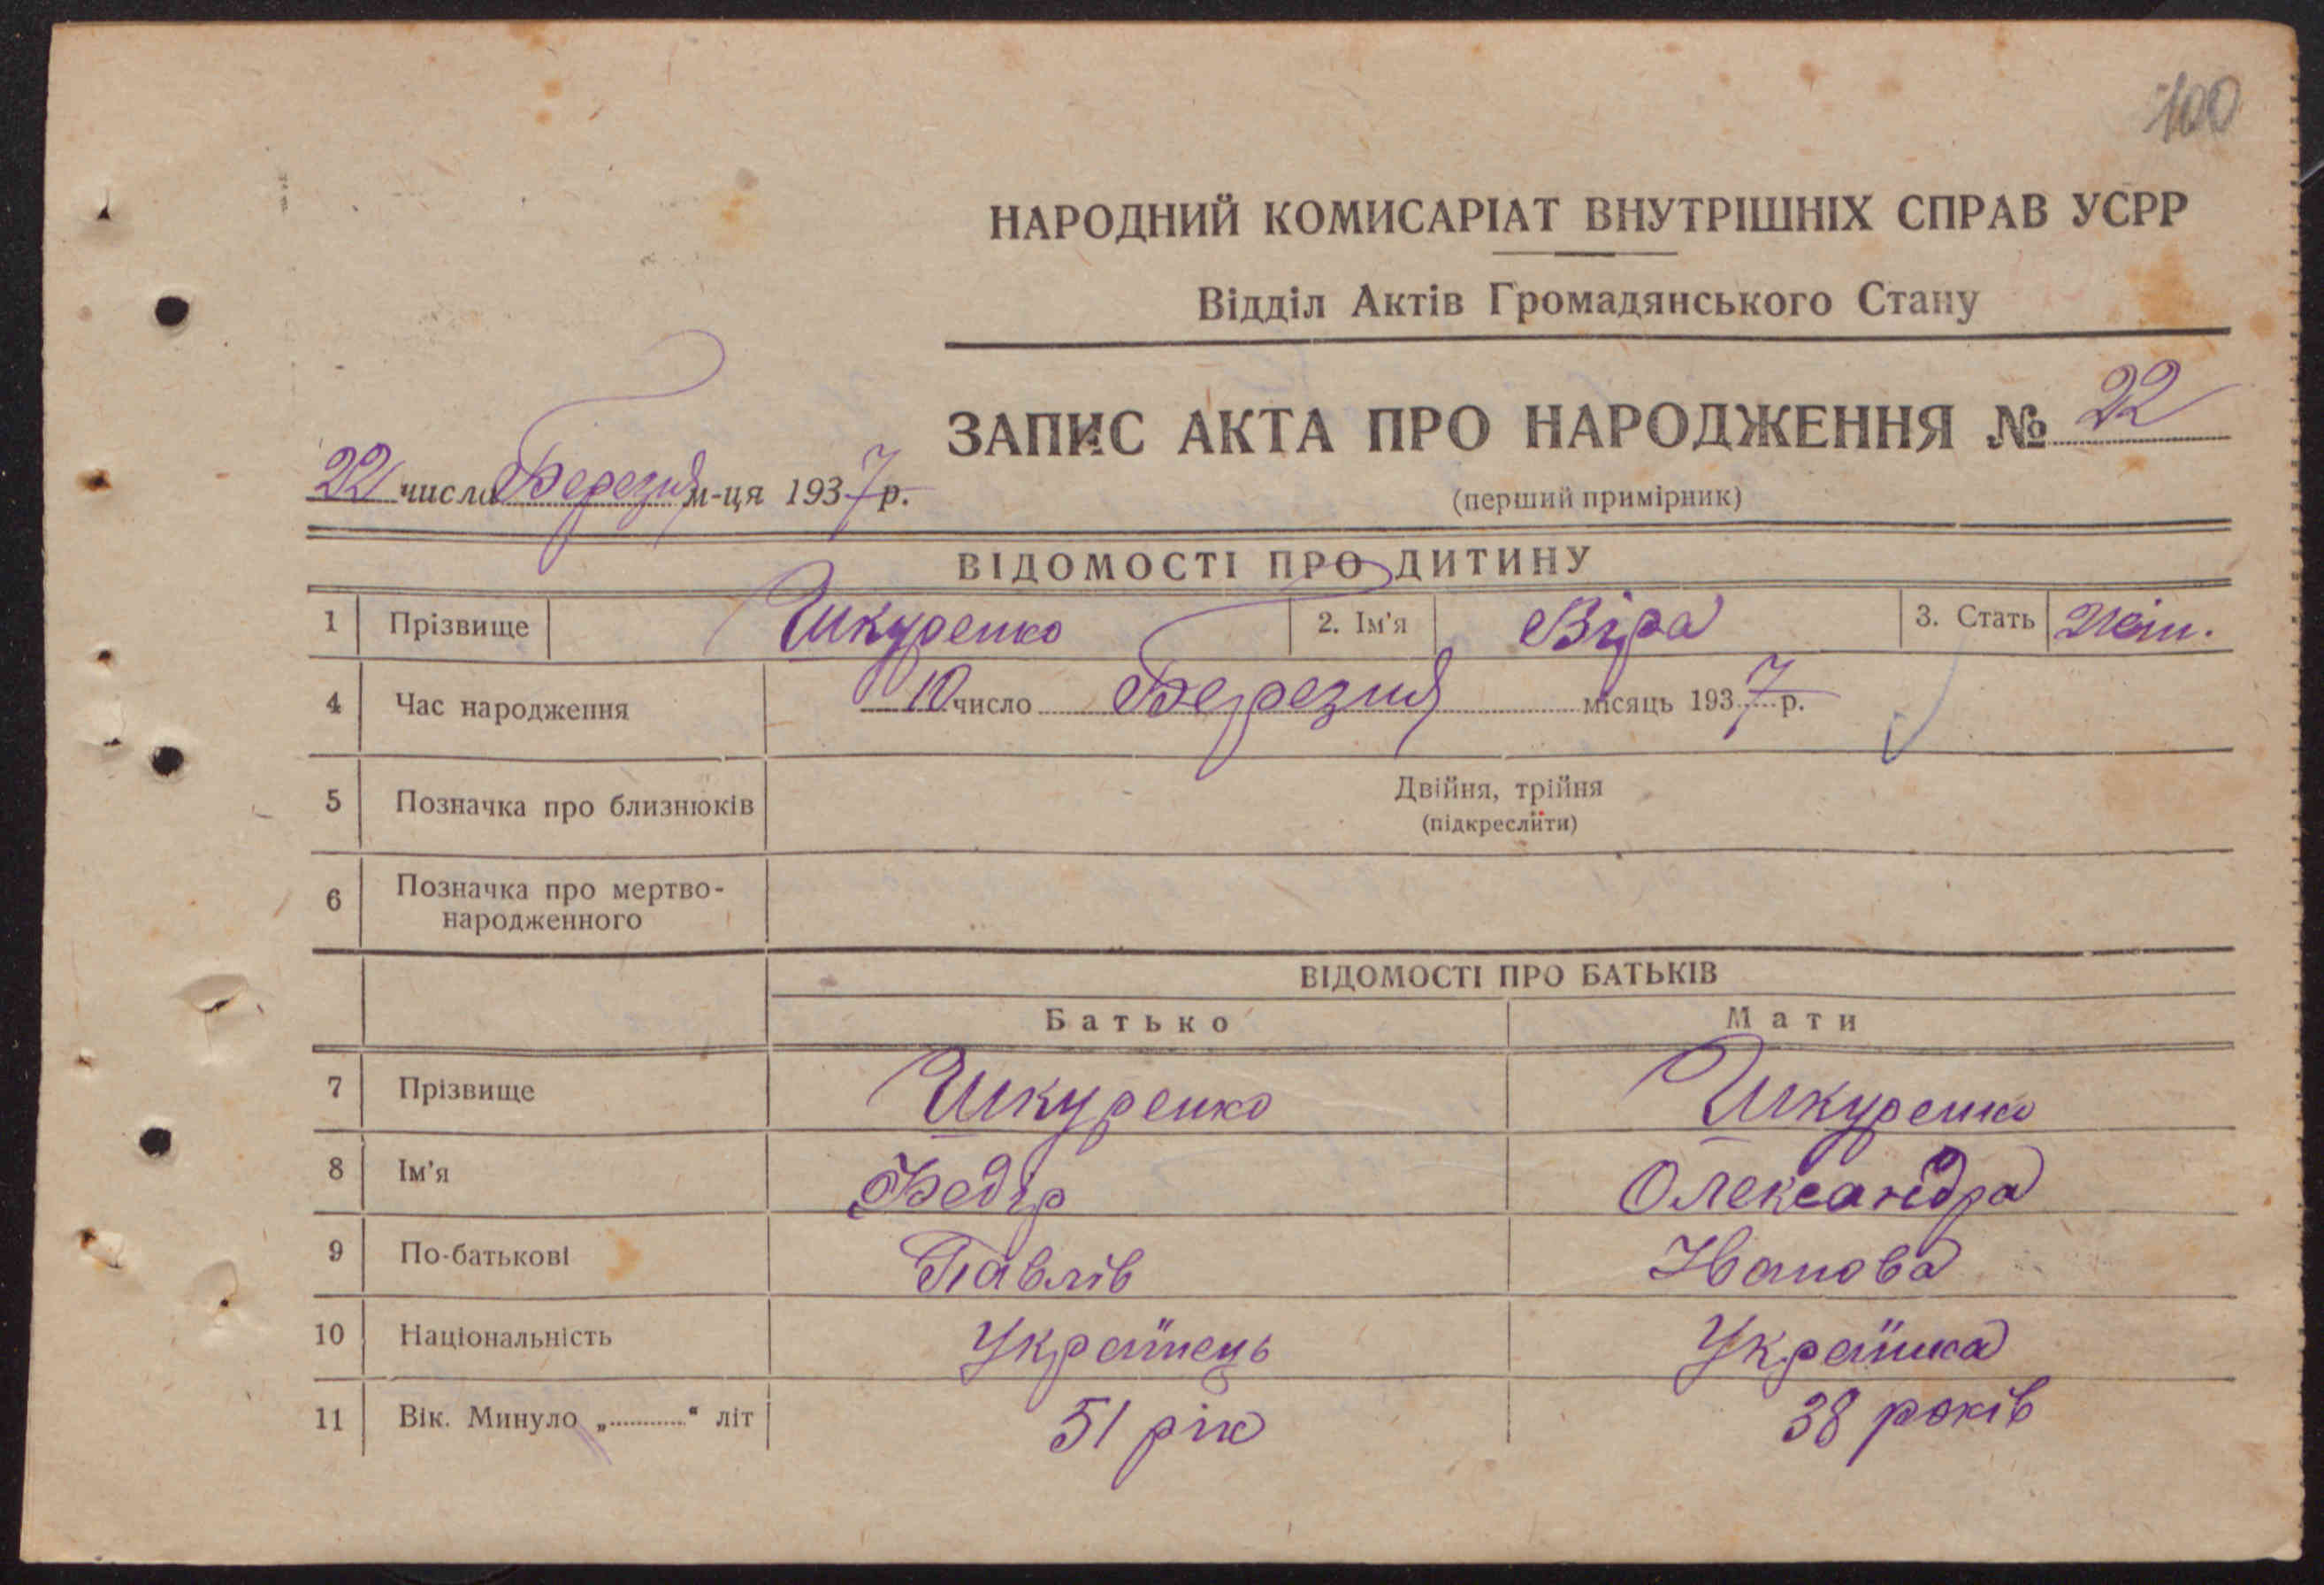 100
НАРОДНИЙ КОМИСАРІАТ ВНУТРІШНІХ СПРАВ УСРР
Відділ Актів Громадянського Стану
ЗАПИС АКТА ПРО НАРОДЖЕННЯ № 22
22 числа Березня м-ця 1937 р.
(перший примірник)
ВІДОМОСТІ ПРО ДИТИНУ
1 Прізвище Шкуренко 2. Ім'я Віра 3. Стать Жін.
4 Час народження 10 число Березня місяць 1937 р.
5 Позначка про близнюків Двійня, трійня
(підкреслити)
6 Позначка про мертво-
народженного
ВІДОМОСТІ ПРО БАТЬКІВ
Батько Мати
7 Прізвище Шкуренко Шкуренко
8 Ім'я Федір Олександра
9 По-батькові Павлів Іванова
10 Національність Українець Українка
11 Вік. Минуло „............“ літ 51 рік 38 років